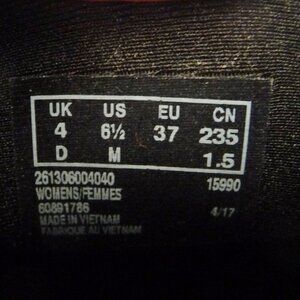 UK US EU CN
4 6½ 37 235
D M 1.5
261306004040 15990
WOMENS/FEMMES
60891786 4/17
MADE IN VIETNAM
FABRIQUE AU VIETNAM